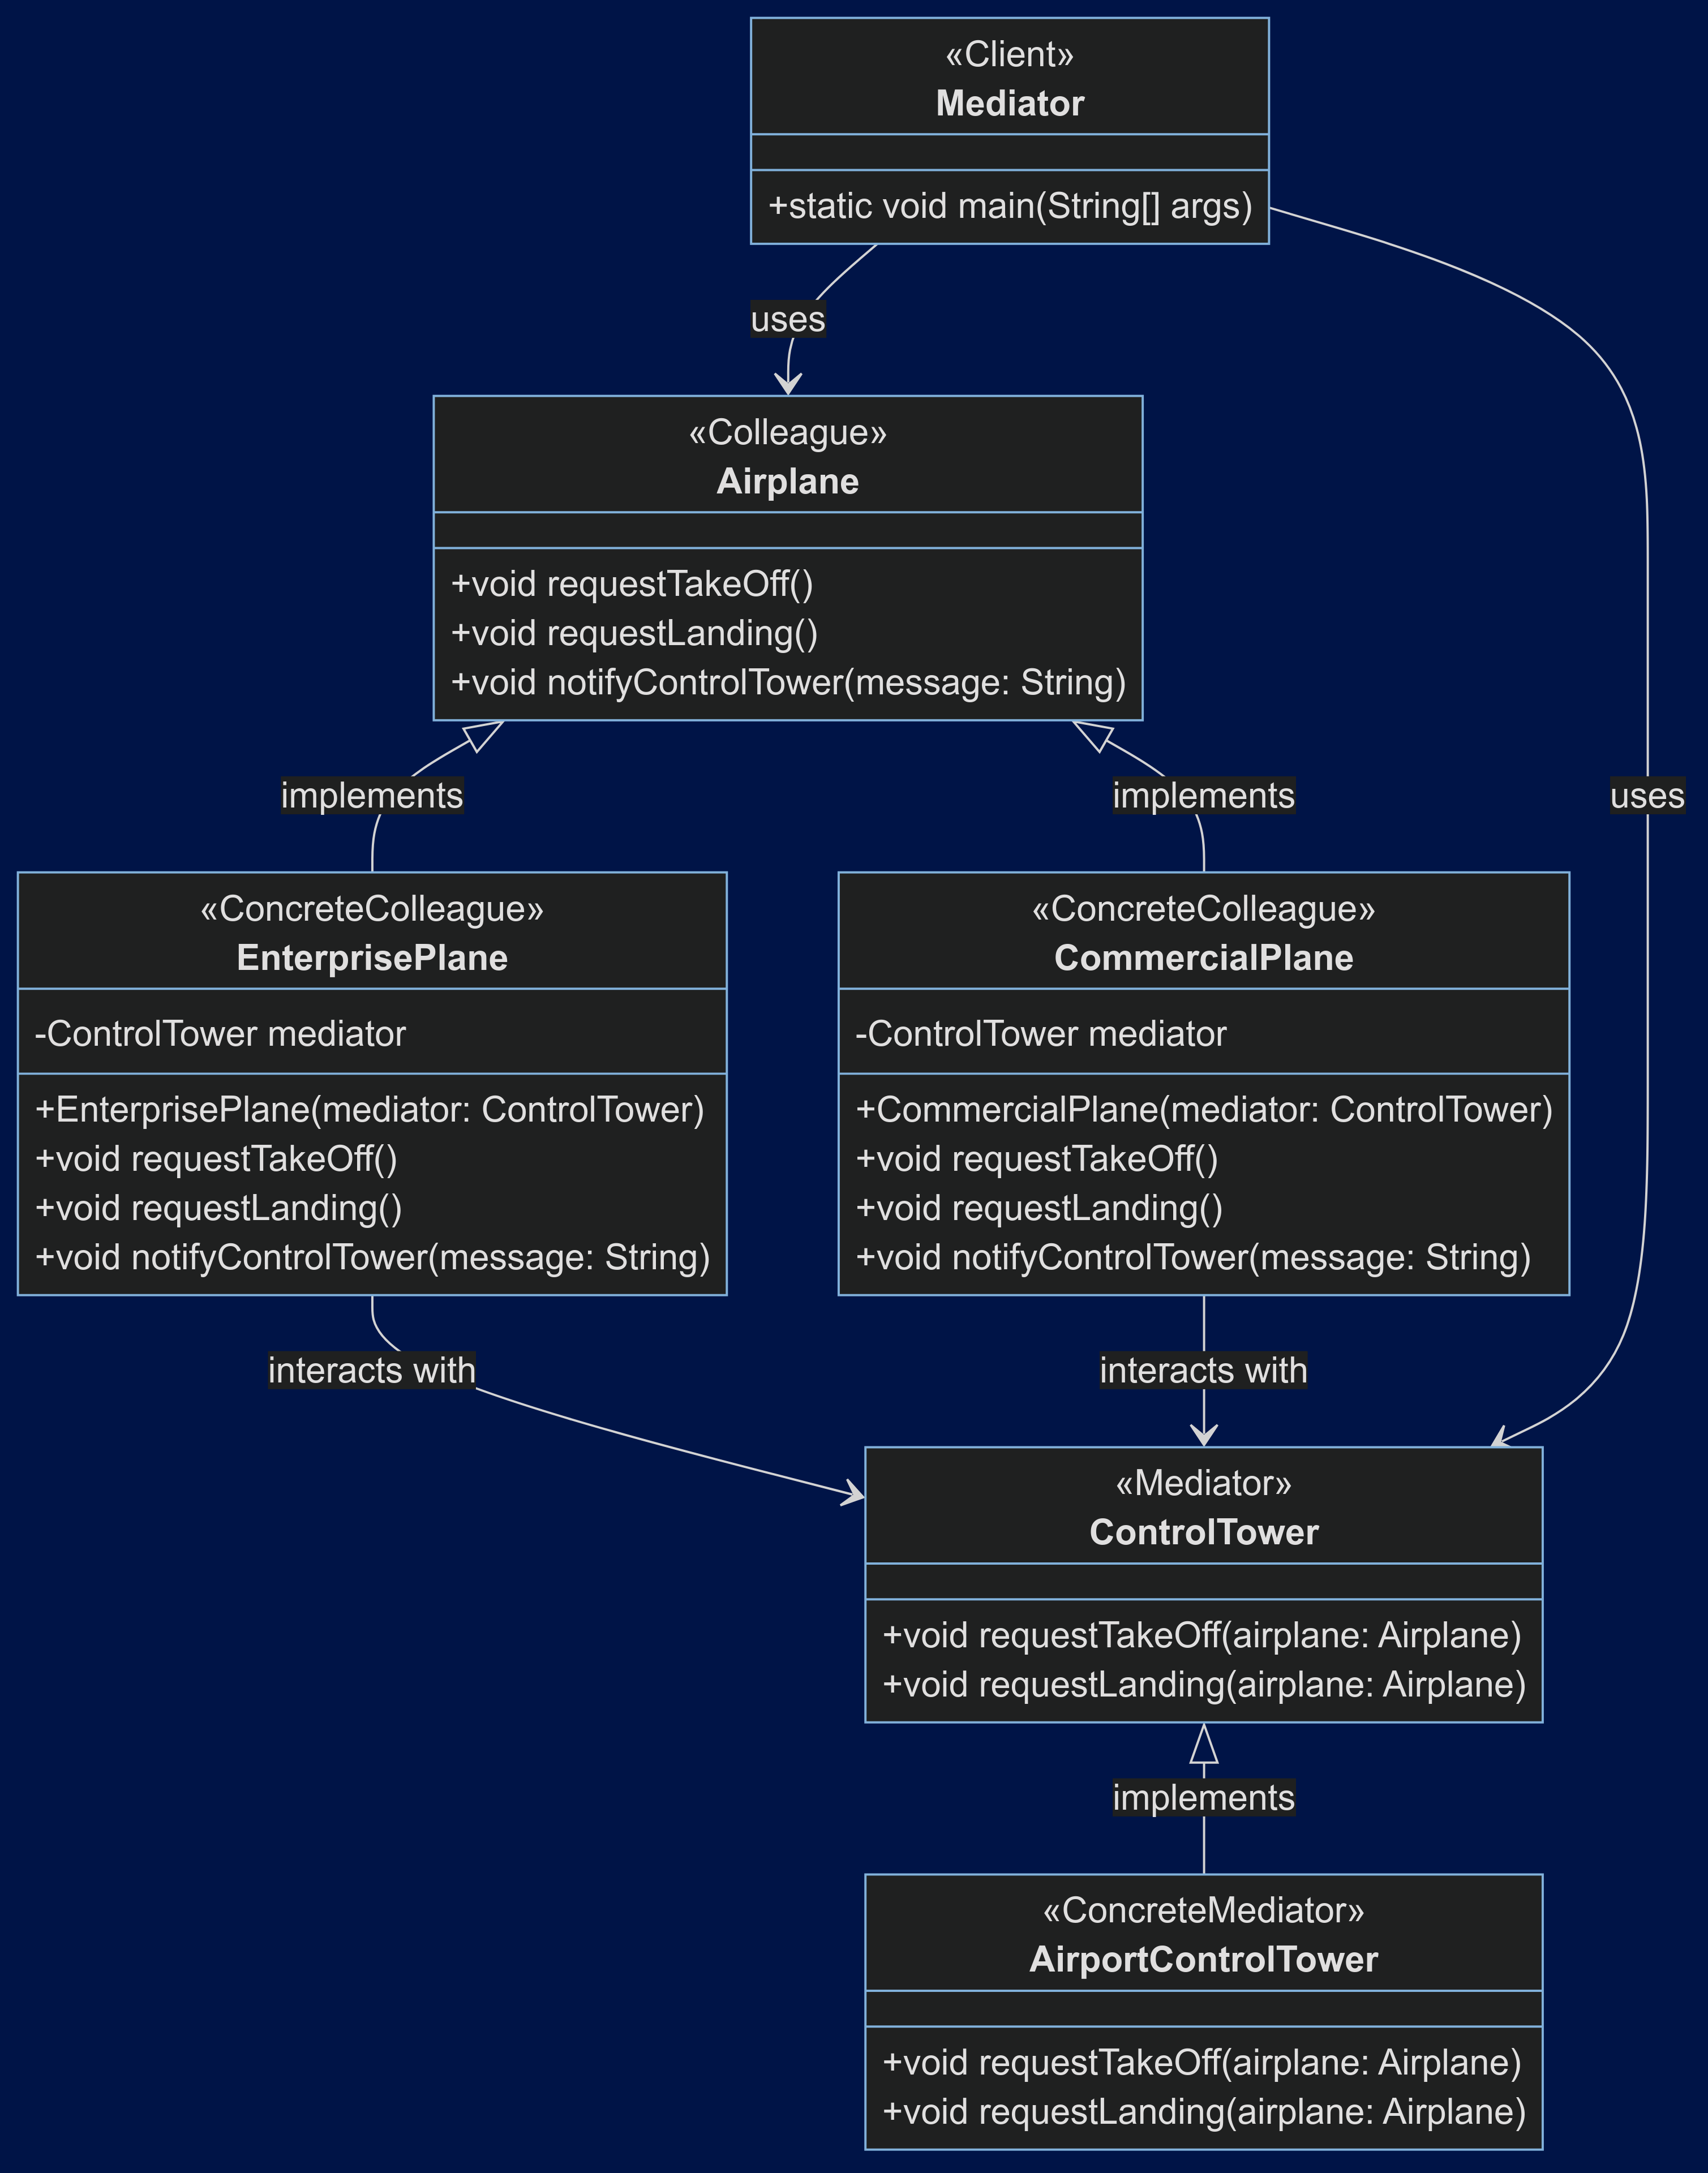 «Client»
Mediator
+static void main(String[] args)
uses
«Colleague»
Airplane
+void requestTakeOff()
+void requestLanding()
+void notifyControlTower(message: String)
implements
implements
uses
«ConcreteColleague»
EnterprisePlane
-ControlTower mediator
+EnterprisePlane(mediator: ControlTower)
+void requestTakeOff()
+void requestLanding()
+void notifyControlTower(message: String)
«ConcreteColleague»
CommercialPlane
-ControlTower mediator
+CommercialPlane(mediator: ControlTower)
+void requestTakeOff()
+void requestLanding()
+void notifyControlTower(message: String)
interacts with
interacts with
«Mediator»
ControlTower
+void requestTakeOff(airplane: Airplane)
+void requestLanding(airplane: Airplane)
implements
«ConcreteMediator»
AirportControlTower
+void requestTakeOff(airplane: Airplane)
+void requestLanding(airplane: Airplane)